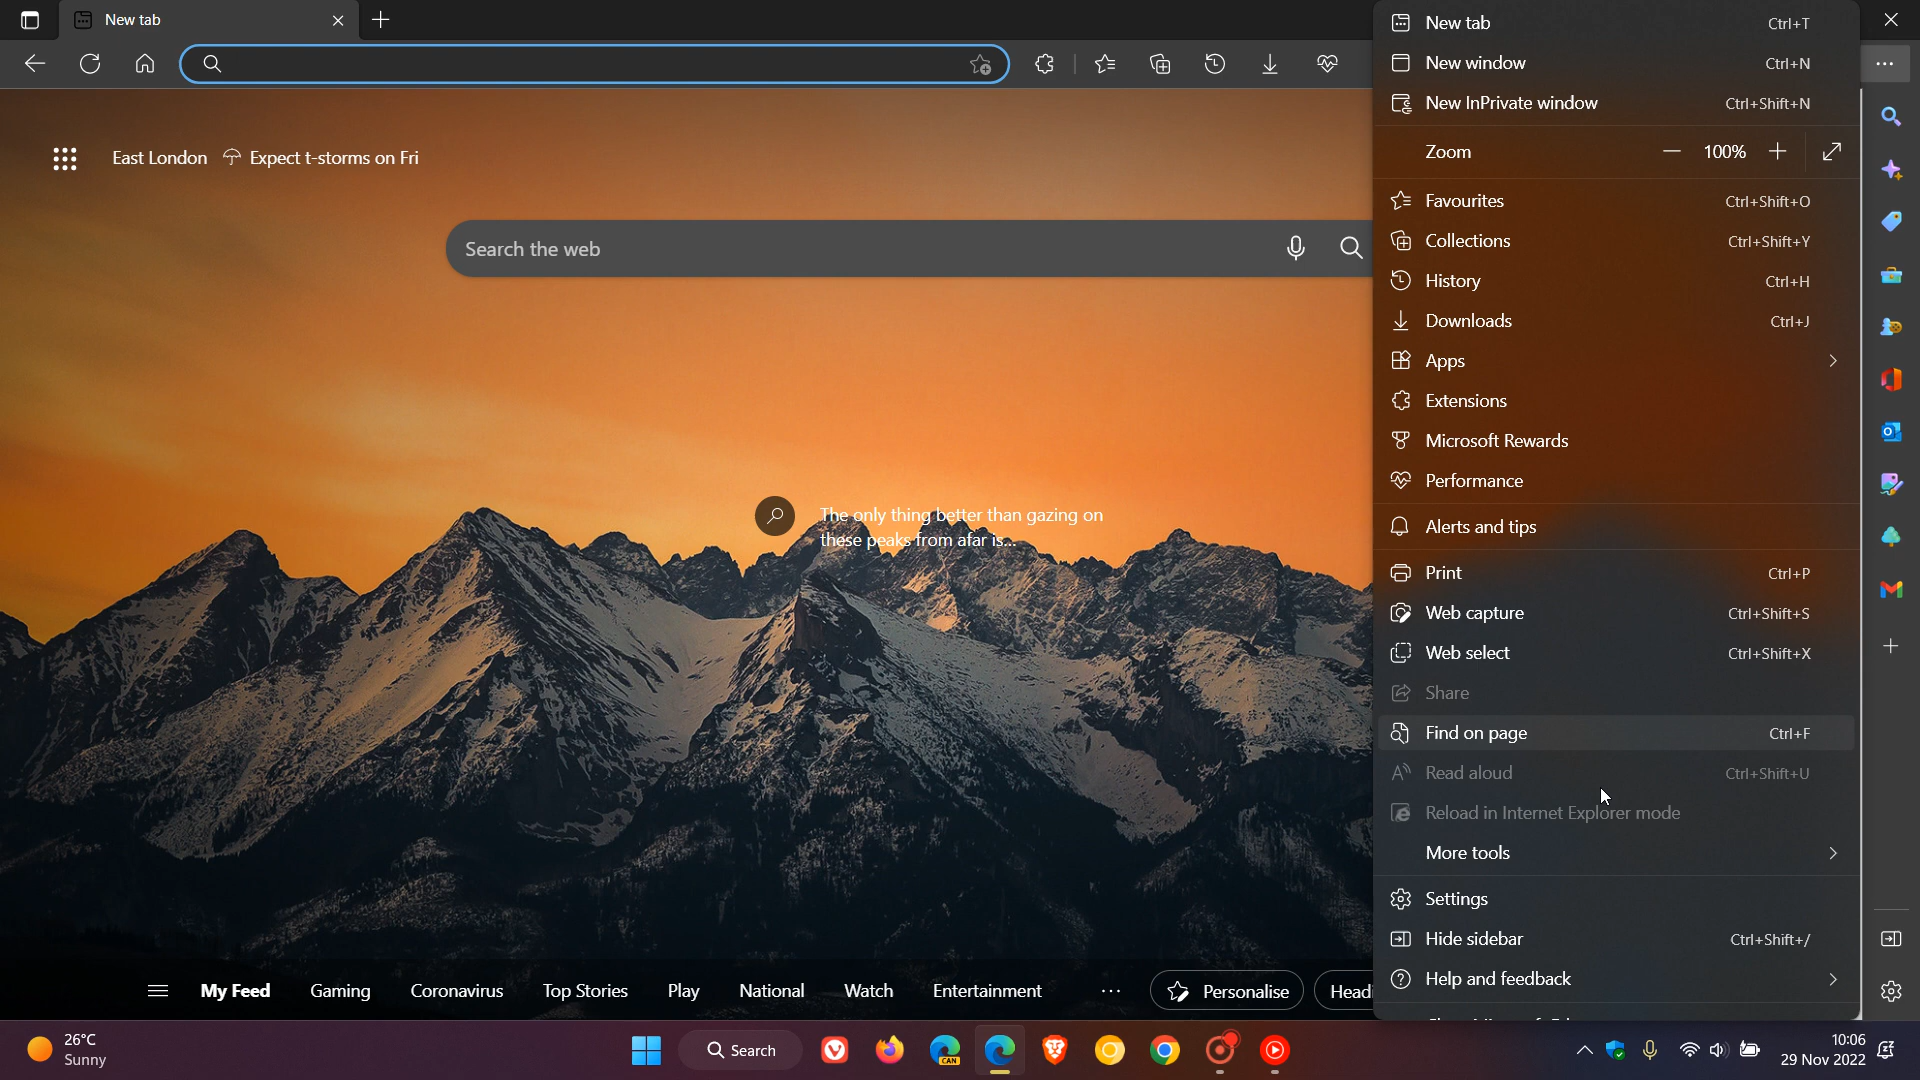 New tab
East London
Expect t-storms on Fri
Search the web
The only thing better than gazing on
these peaks from afar is...
My Feed
Gaming
Coronavirus
Top Stories
Play
National
Watch
Entertainment
...
Personalise
Headi
New tab Ctrl+T
New window Ctrl+N
New InPrivate window Ctrl+Shift+N
Zoom 100%
Favourites Ctrl+Shift+O
Collections Ctrl+Shift+Y
History Ctrl+H
Downloads Ctrl+J
Apps
Extensions
Microsoft Rewards
Performance
Alerts and tips
Print Ctrl+P
Web capture Ctrl+Shift+S
Web select Ctrl+Shift+X
Share
Find on page Ctrl+F
Read aloud Ctrl+Shift+U
Reload in Internet Explorer mode
More tools
Settings
Hide sidebar Ctrl+Shift+/
Help and feedback
26°C
Sunny
Search
CAN
10:06
29 Nov 2022